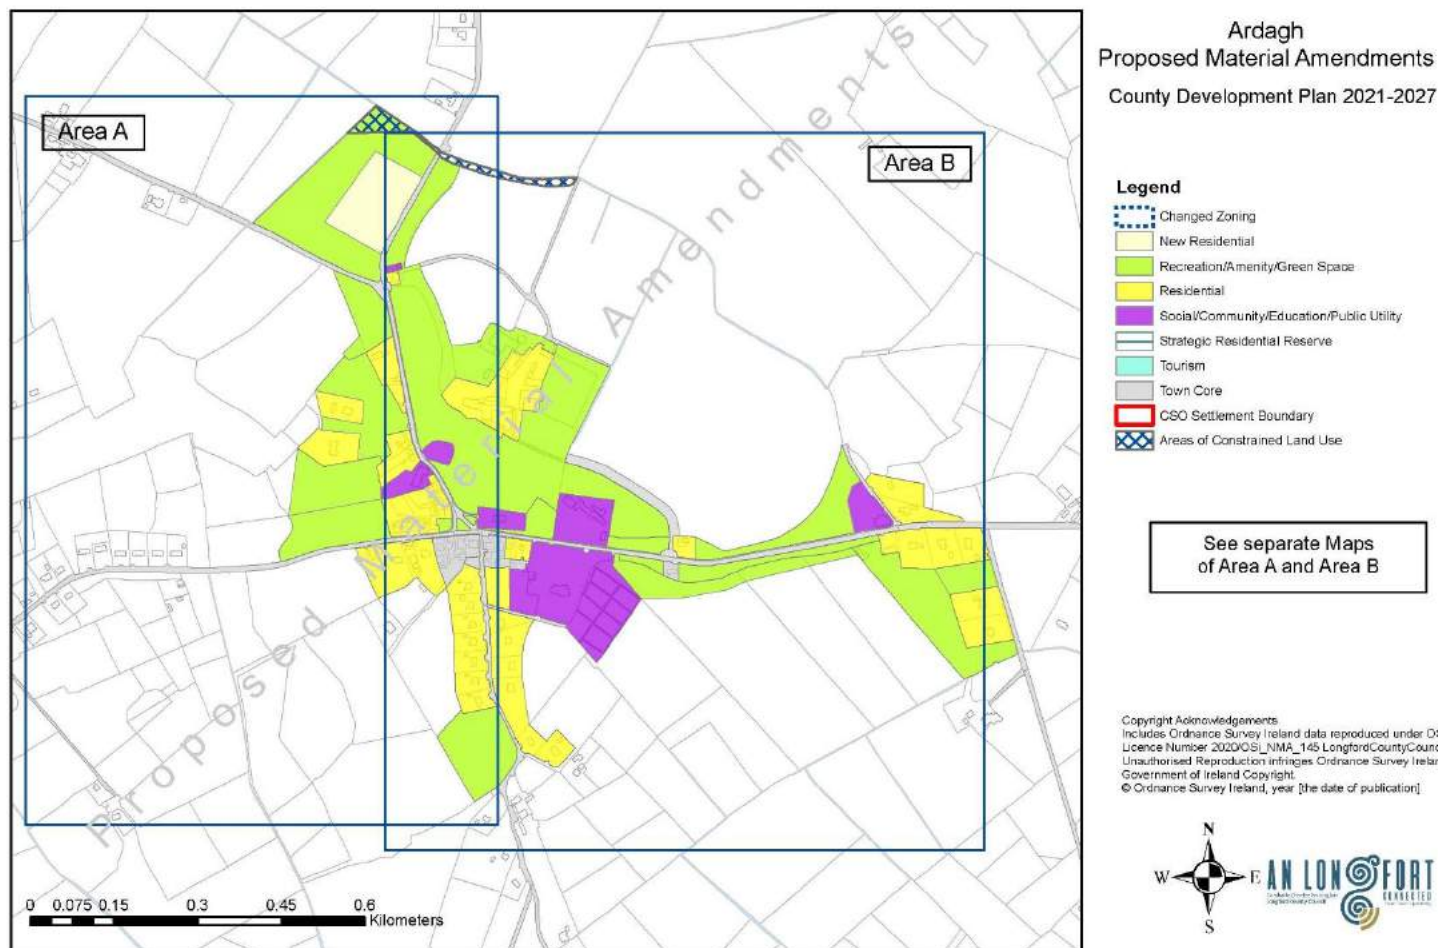 Ardagh
Proposed Material Amendments
County Development Plan 2021-2027
Area A
Area B
Proposed Material Amendments
Legend
Changed Zoning
New Residential
Recreation/Amenity/Green Space
Residential
Social/Community/Education/Public Utility
Strategic Residential Reserve
Tourism
Town Core
CSO Settlement Boundary
Areas of Constrained Land Use
See separate Maps
of Area A and Area B
Copyright Acknowledgements
Includes Ordnance Survey Ireland data reproduced under
Licence Number 2020/OSi_NMA_145
Unauthorised Reproduction infringes Ordnance Survey
Government of Ireland Copyright.
© Ordnance Survey Ireland, year [the date of publication]
N
W
E
S
AN LONGFORT
CONNECTED
0 0.075 0.15 0.3 0.45 0.6
Kilometers